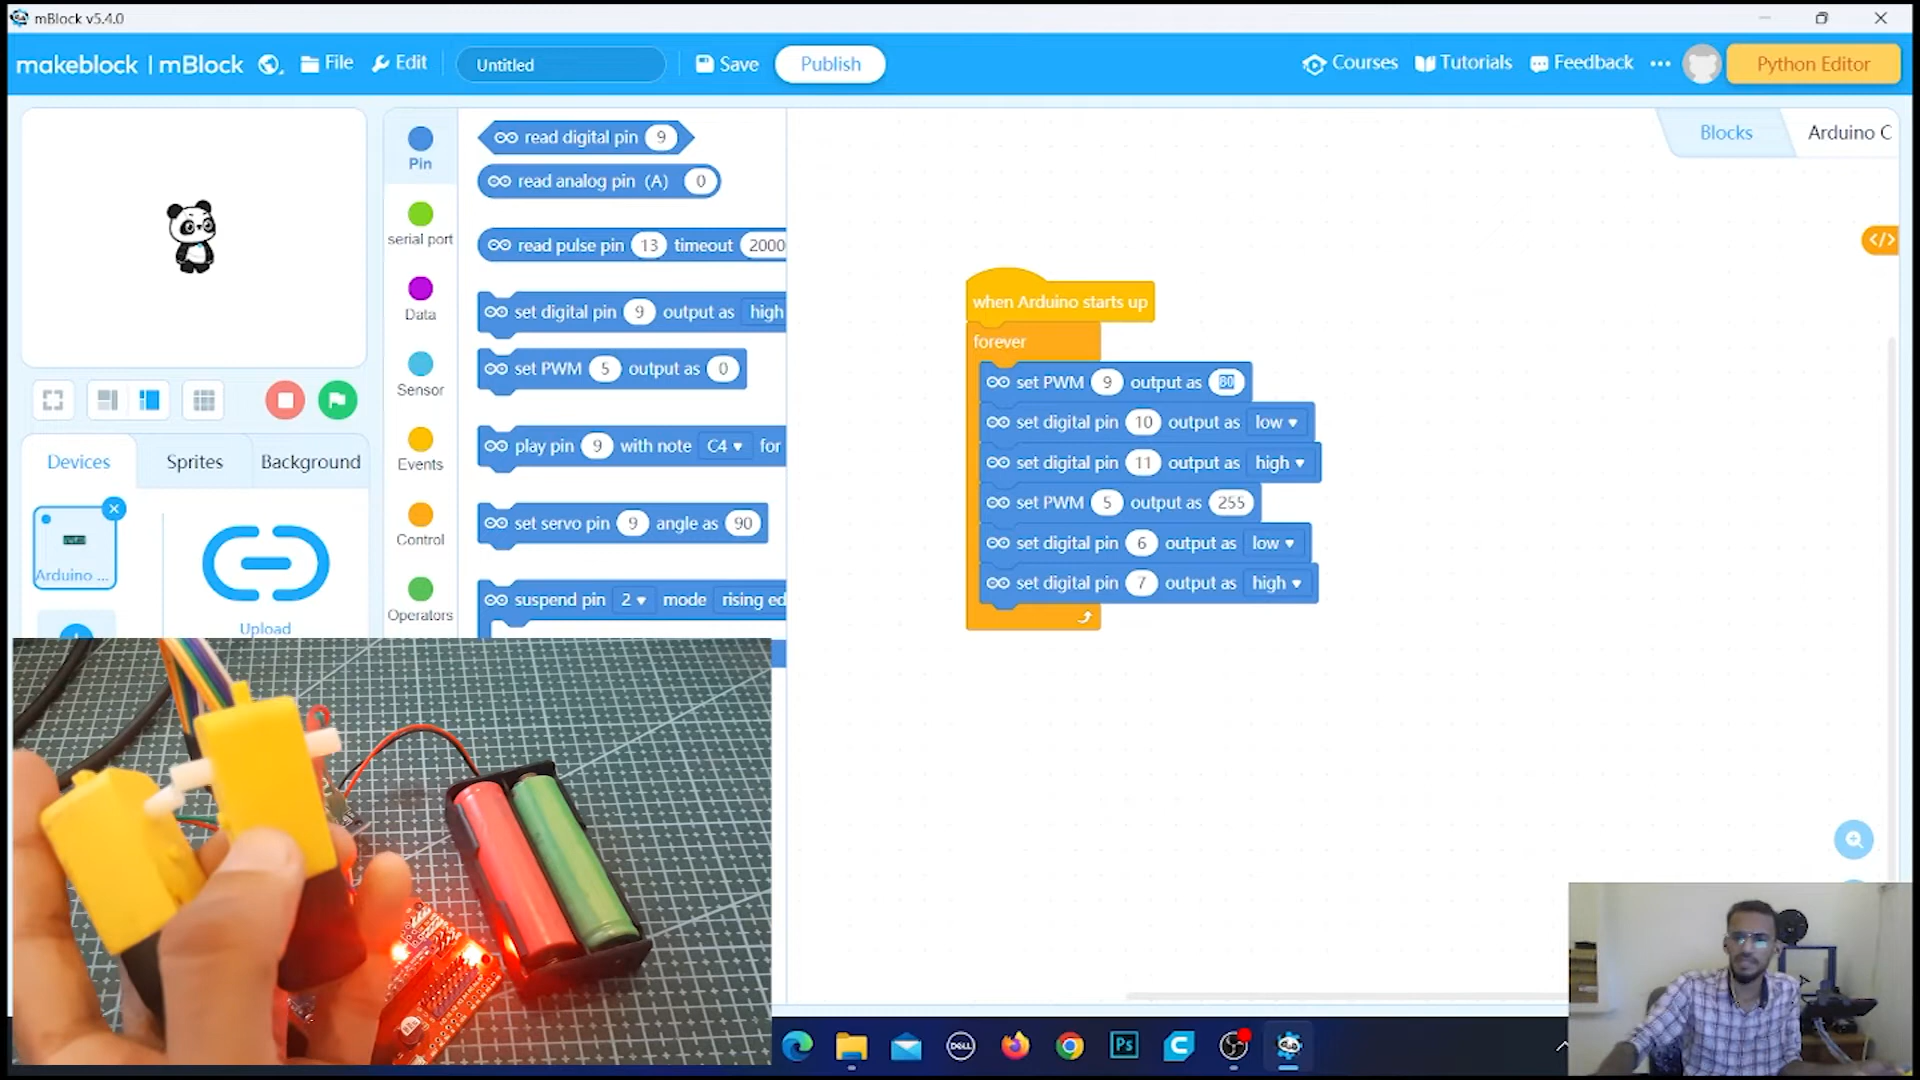 mBlock v5.4.0
makeblock | mBlock
File
Edit
Untitled
Save
Publish
Courses
Tutorials
Feedback
Python Editor
Pin
serial port
Data
Sensor
Events
Control
Operators
read digital pin 9
read analog pin (A) 0
read pulse pin 13 timeout 2000
set digital pin 9 output as high
set PWM 5 output as 0
play pin 9 with note C4 for
set servo pin 9 angle as 90
suspend pin 2 mode rising ed
Blocks
Arduino C
</>
when Arduino starts up
forever
set PWM 9 output as 80
set digital pin 10 output as low
set digital pin 11 output as high
set PWM 5 output as 255
set digital pin 6 output as low
set digital pin 7 output as high
Devices
Sprites
Background
Arduino ...
Upload
DELL
Ps